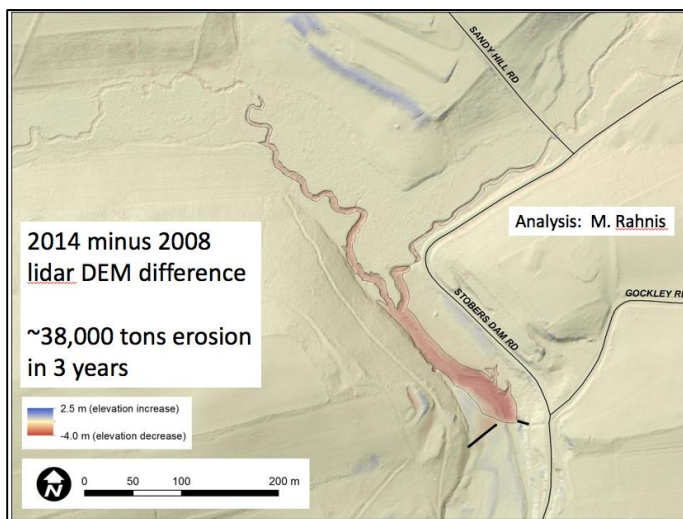 SANDY HILL RD
2014 minus 2008
lidar DEM difference
~38,000 tons erosion
in 3 years
Analysis: M. Rahnis
GOCKLEY RD
STOBERS DAM RD
2.5 m (elevation increase)
-4.0 m (elevation decrease)
N
0 50 100 200 m